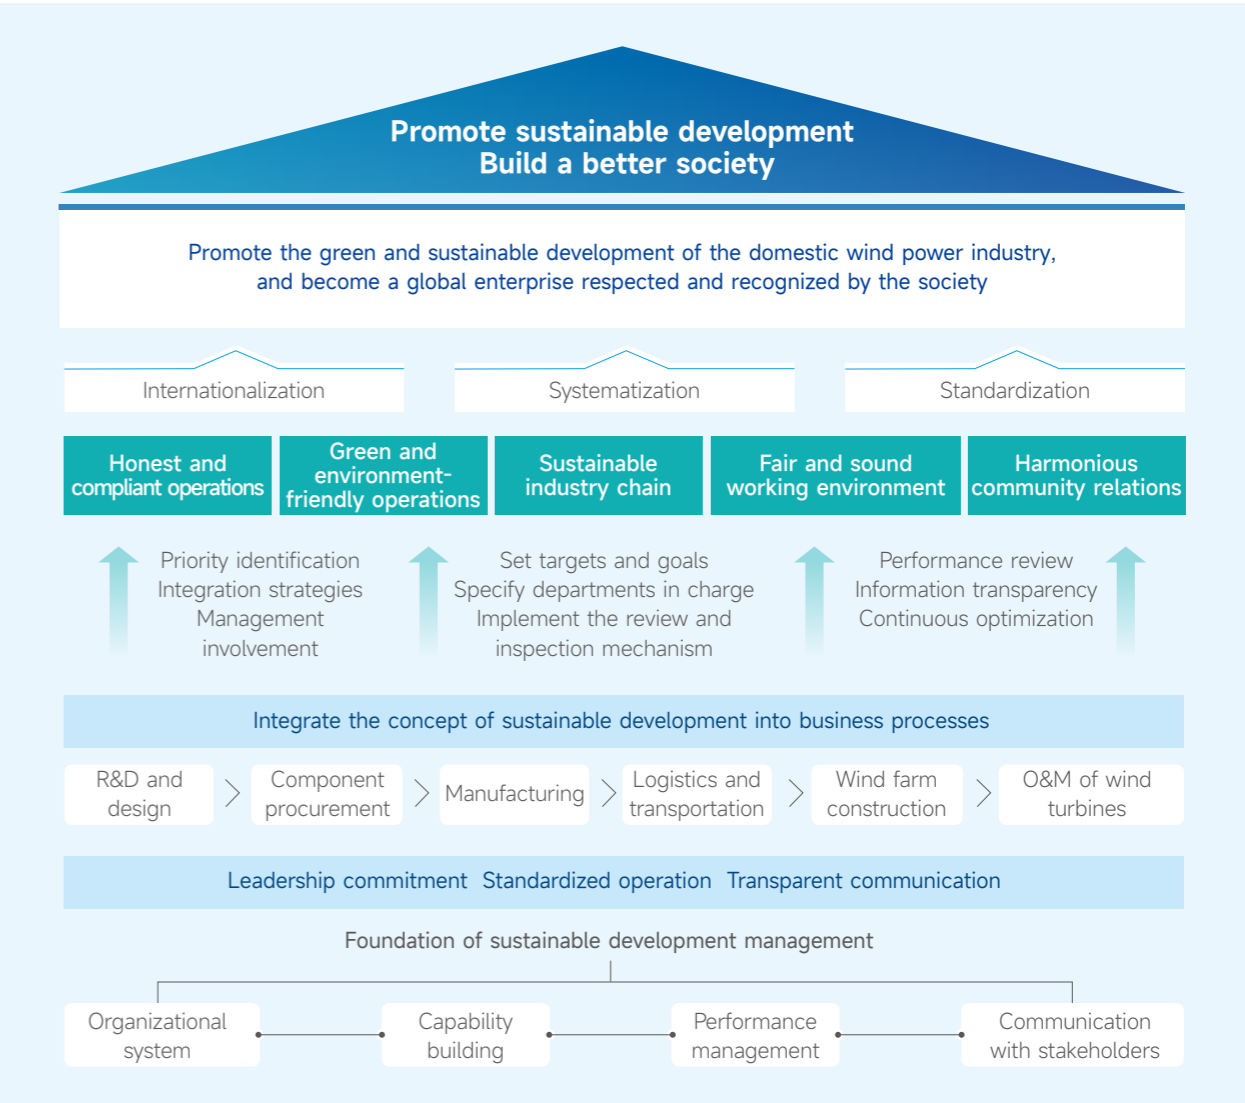 Promote sustainable development
Build a better society
Promote the green and sustainable development of the domestic wind power industry,
and become a global enterprise respected and recognized by the society
Internationalization
Systematization
Standardization
Honest and
compliant operations
Green and
environment-
friendly operations
Sustainable
industry chain
Fair and sound
working environment
Harmonious
community relations
Priority identification
Integration strategies
Management
involvement
Set targets and goals
Specify departments in charge
Implement the review and
inspection mechanism
Performance review
Information transparency
Continuous optimization
Integrate the concept of sustainable development into business processes
R&D and
design
Component
procurement
Manufacturing
Logistics and
transportation
Wind farm
construction
O&M of wind
turbines
Leadership commitment Standardized operation Transparent communication
Foundation of sustainable development management
Organizational
system
Capability
building
Performance
management
Communication
with stakeholders